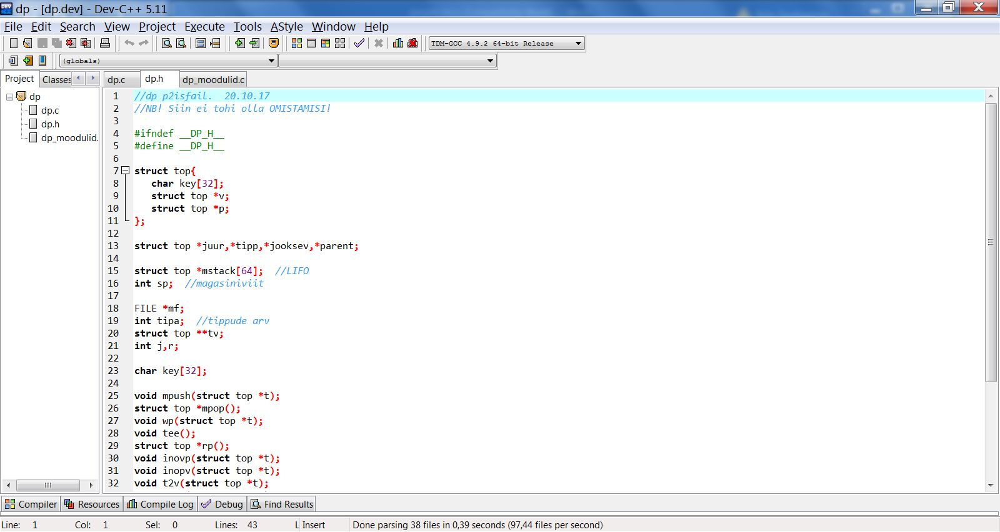 dp - [dp.dev] - Dev-C++ 5.11
File Edit Search View Project Execute Tools AStyle Window Help
TDM-GCC 4.9.2 64-bit Release
(globals)
Project Classes dp.c dp.h dp_moodulid.c
dp
dp.c
dp.h
dp_moodulid.
1 //dp p2isfail.  20.10.17
2 //NB! Siin ei tohi olla OMISTAMISI!
3
4 #ifndef __DP_H__
5 #define __DP_H__
6
7 struct top{
8    char key[32];
9    struct top *v;
10    struct top *p;
11 };
12
13 struct top *juur,*tipp,*jooksev,*parent;
14
15 struct top *mstack[64];  //LIFO
16 int sp;  //magasiniviit
17
18 FILE *mf;
19 int tipa;  //tippude arv
20 struct top **tv;
21 int j,r;
22
23 char key[32];
24
25 void mpush(struct top *t);
26 struct top *mpop();
27 void wp(struct top *t);
28 void tee();
29 struct top *rp();
30 void inovp(struct top *t);
31 void inopv(struct top *t);
32 void t2v(struct top *t);
Compiler Resources Compile Log Debug Find Results
Line: 1 Col: 1 Sel: 0 Lines: 43 L Insert Done parsing 38 files in 0,39 seconds (97,44 files per second)